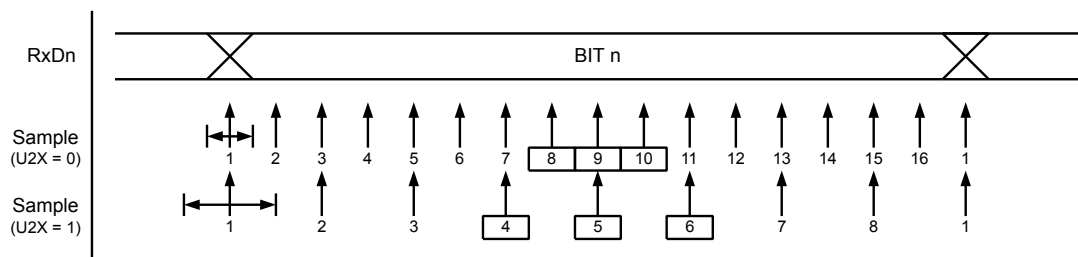 RxDn
BIT n
Sample
(U2X = 0)
1 2 3 4 5 6 7 8 9 10 11 12 13 14 15 16 1
Sample
(U2X = 1)
1 2 3 4 5 6 7 8 1